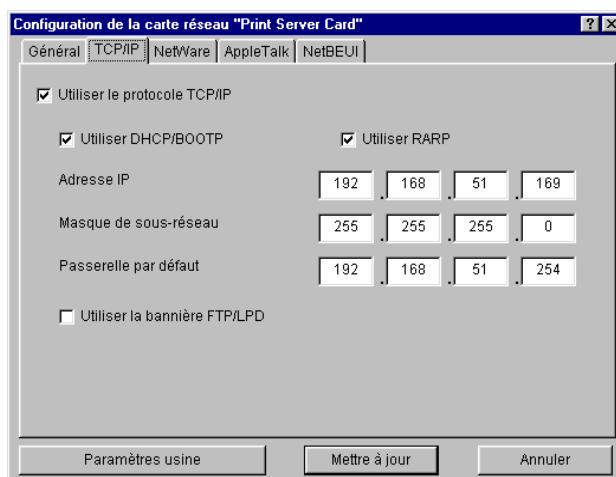 Configuration de la carte réseau "Print Server Card"
Général TCP/IP NetWare AppleTalk NetBEUI
Utiliser le protocole TCP/IP
Utiliser DHCP/BOOTP Utiliser RARP
Adresse IP 192 . 168 . 51 . 169
Masque de sous-réseau 255 . 255 . 255 . 0
Passerelle par défaut 192 . 168 . 51 . 254
Utiliser la bannière FTP/LPD
Paramètres usine Mettre à jour Annuler